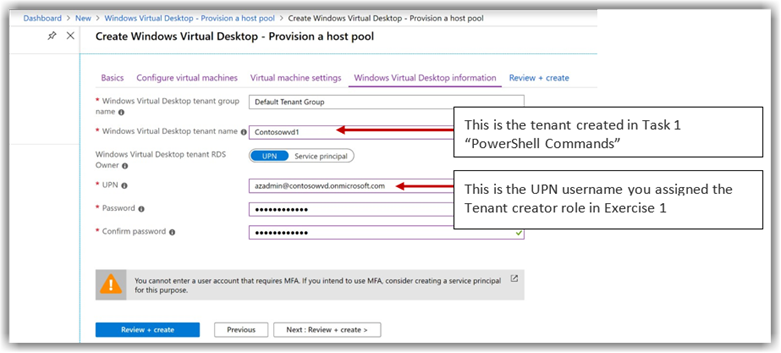 Dashboard > New > Windows Virtual Desktop - Provision a host pool > Create Windows Virtual Desktop - Provision a host pool
Create Windows Virtual Desktop - Provision a host pool
Basics Configure virtual machines Virtual machine settings Windows Virtual Desktop information Review + create
* Windows Virtual Desktop tenant group
name
Default Tenant Group
* Windows Virtual Desktop tenant name
Contosowvd1
This is the tenant created in Task 1
“PowerShell Commands”
Windows Virtual Desktop tenant RDS
Owner
UPN Service principal
* UPN
azadmin@contosowvd.onmicrosoft.com
This is the UPN username you assigned the
Tenant creator role in Exercise 1
* Password
••••••••••••
* Confirm password
••••••••••••
You cannot enter a user account that requires MFA. If you intend to use MFA, consider creating a service principal
for this purpose.
Review + create Previous Next : Review + create >